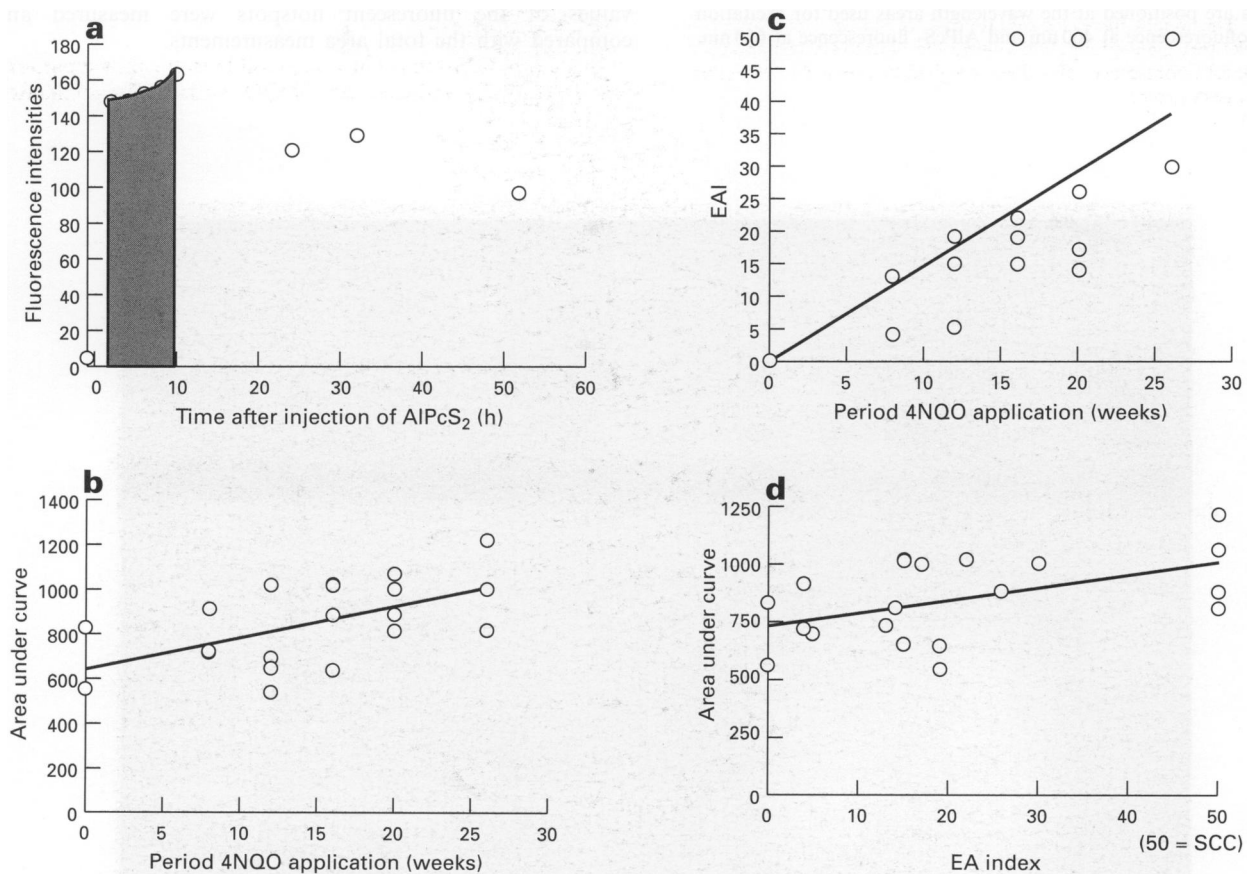 a
180
160
140
120
100
80
60
40
20
0
Fluorescence intensities
0 10 20 30 40 50 60
Time after injection of AlPcS₂ (h)
c
50
45
40
35
30
25
20
15
10
5
0
EAI
0 5 10 15 20 25 30
Period 4NQO application (weeks)
b
1400
1200
1000
800
600
400
200
0
Area under curve
0 5 10 15 20 25 30
Period 4NQO application (weeks)
d
1250
1000
750
500
250
0
Area under curve
0 10 20 30 40 50
(50 = SCC)
EA index